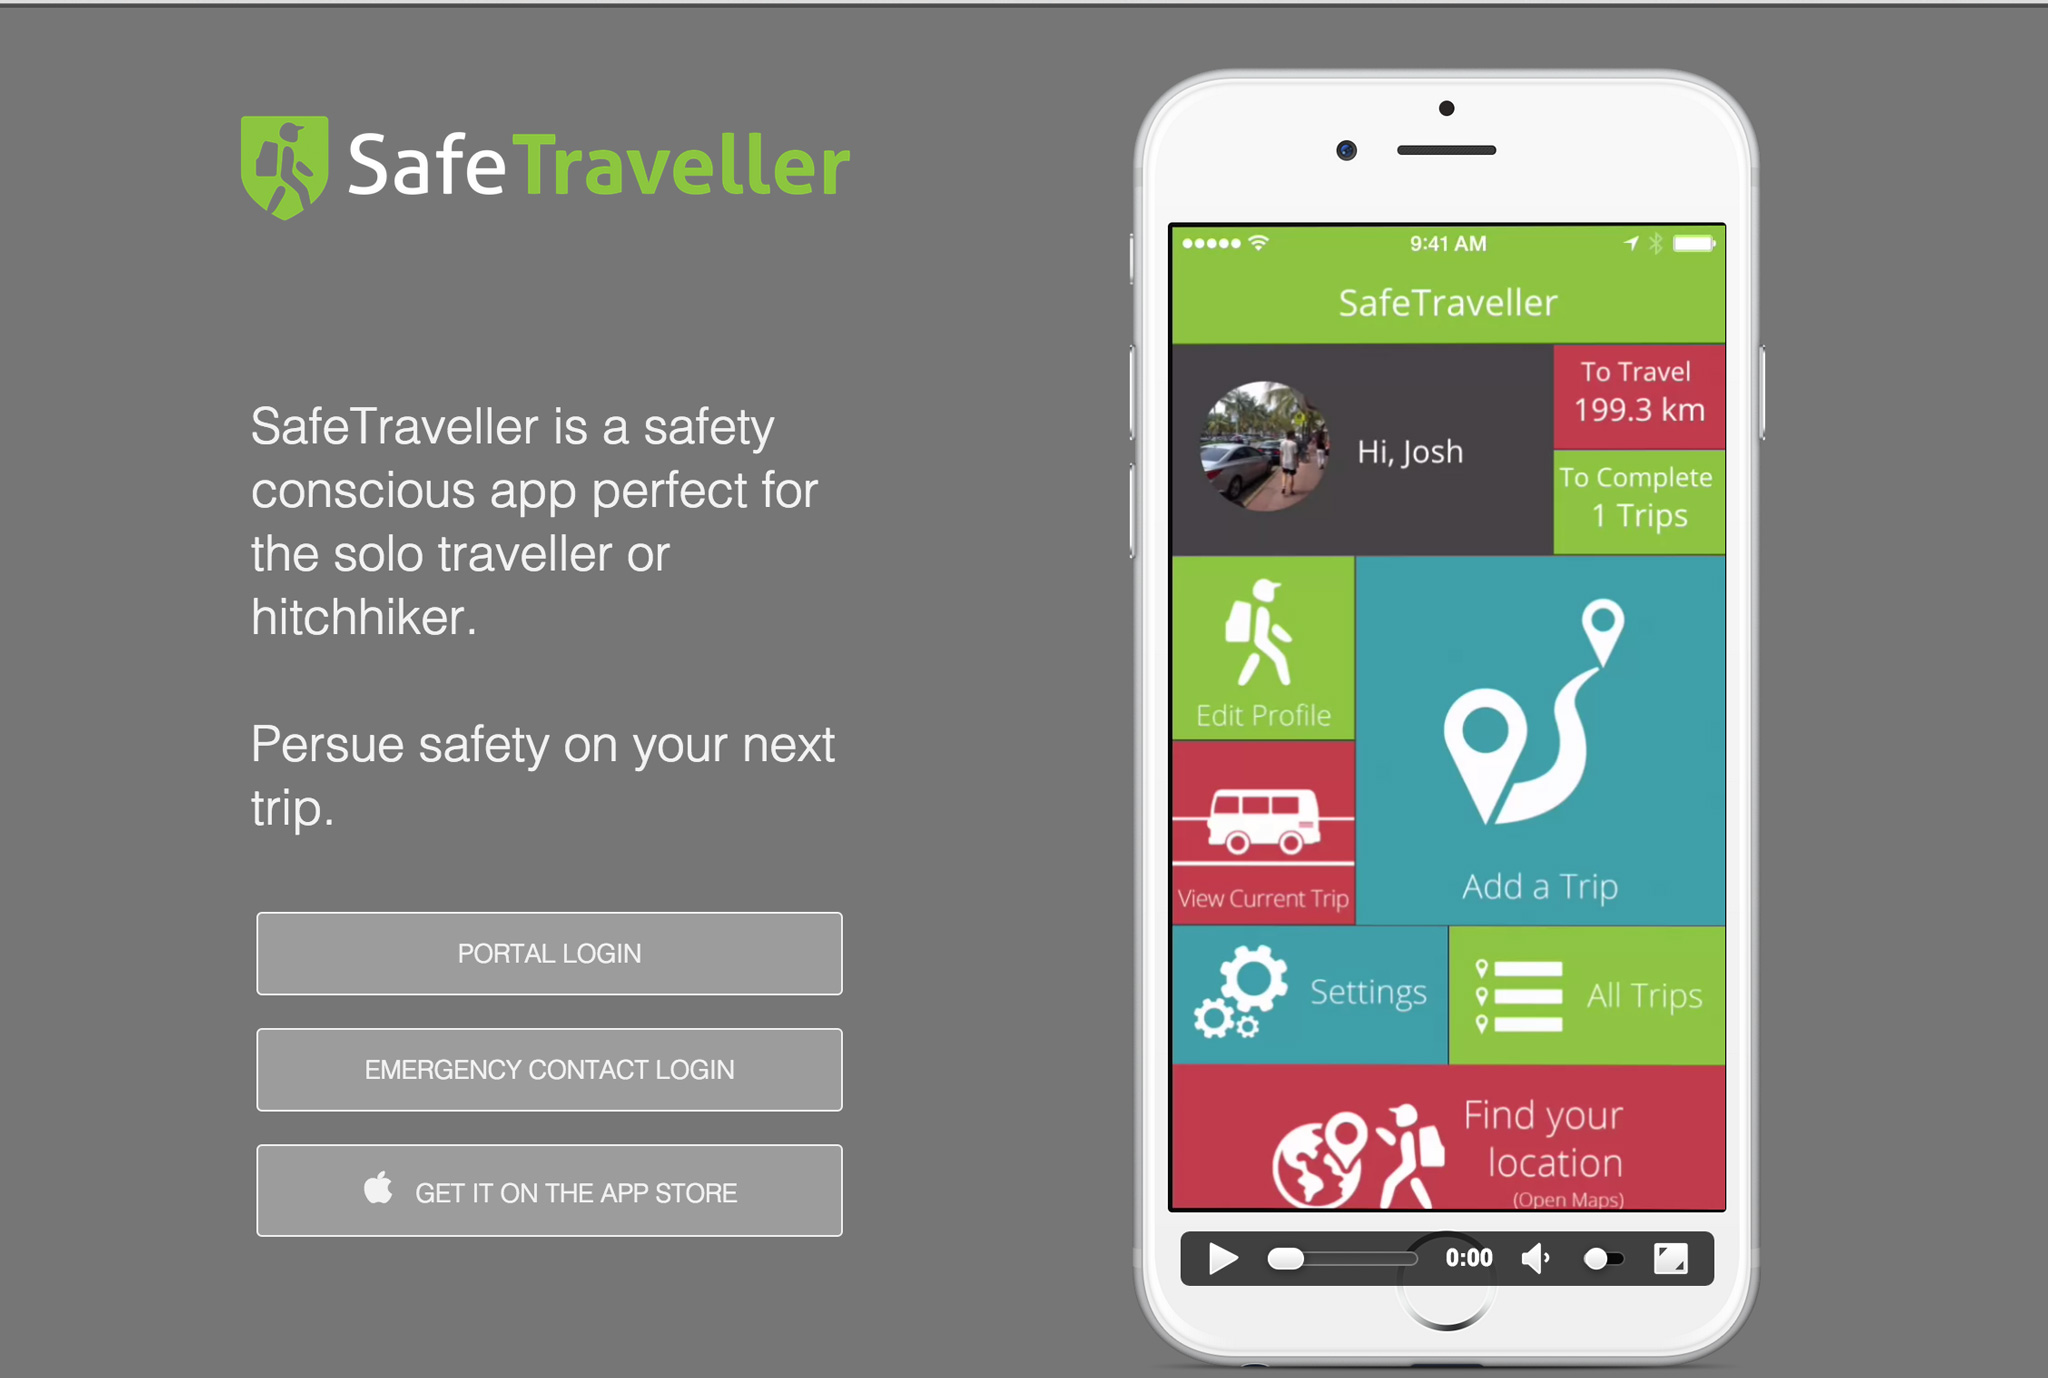 SafeTraveller
SafeTraveller is a safety
conscious app perfect for
the solo traveller or
hitchhiker.
Persue safety on your next
trip.
PORTAL LOGIN
EMERGENCY CONTACT LOGIN
GET IT ON THE APP STORE
9:41 AM
SafeTraveller
Hi, Josh
To Travel
199.3 km
To Complete
1 Trips
Edit Profile
View Current Trip
Add a Trip
Settings
All Trips
Find your
location
(Open Maps)
0:00